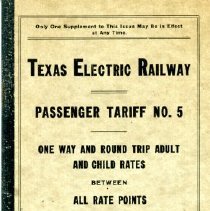 Only One Supplement to This Issue May Be in Effect
at Any Time.
TEXAS ELECTRIC RAILWAY
PASSENGER TARIFF NO. 5
ONE WAY AND ROUND TRIP ADULT
AND CHILD RATES
BETWEEN
ALL RATE POINTS